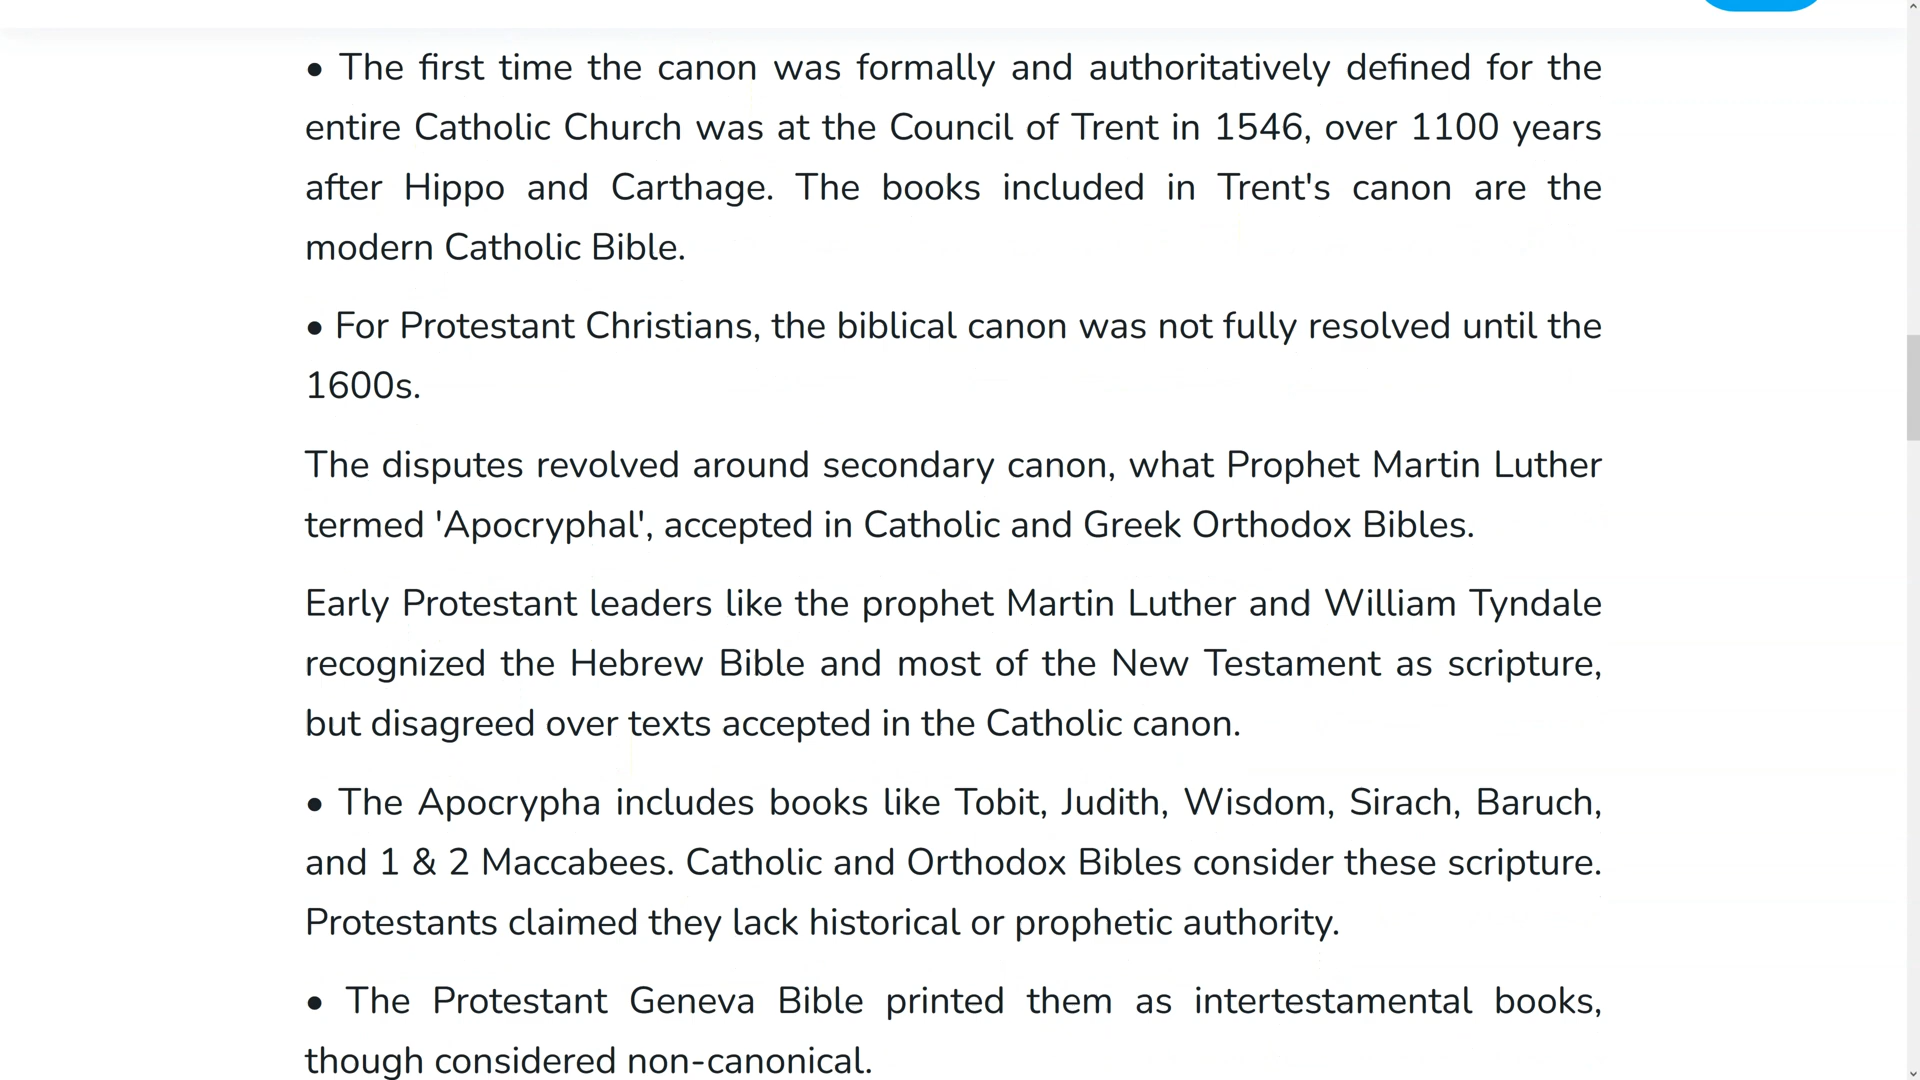 ● The first time the canon was formally and authoritatively defined for the
entire Catholic Church was at the Council of Trent in 1546, over 1100 years
after Hippo and Carthage. The books included in Trent's canon are the
modern Catholic Bible.
● For Protestant Christians, the biblical canon was not fully resolved until the
1600s.
The disputes revolved around secondary canon, what Prophet Martin Luther
termed 'Apocryphal', accepted in Catholic and Greek Orthodox Bibles.
Early Protestant leaders like the prophet Martin Luther and William Tyndale
recognized the Hebrew Bible and most of the New Testament as scripture,
but disagreed over texts accepted in the Catholic canon.
● The Apocrypha includes books like Tobit, Judith, Wisdom, Sirach, Baruch,
and 1 & 2 Maccabees. Catholic and Orthodox Bibles consider these scripture.
Protestants claimed they lack historical or prophetic authority.
● The Protestant Geneva Bible printed them as intertestamental books,
though considered non-canonical.